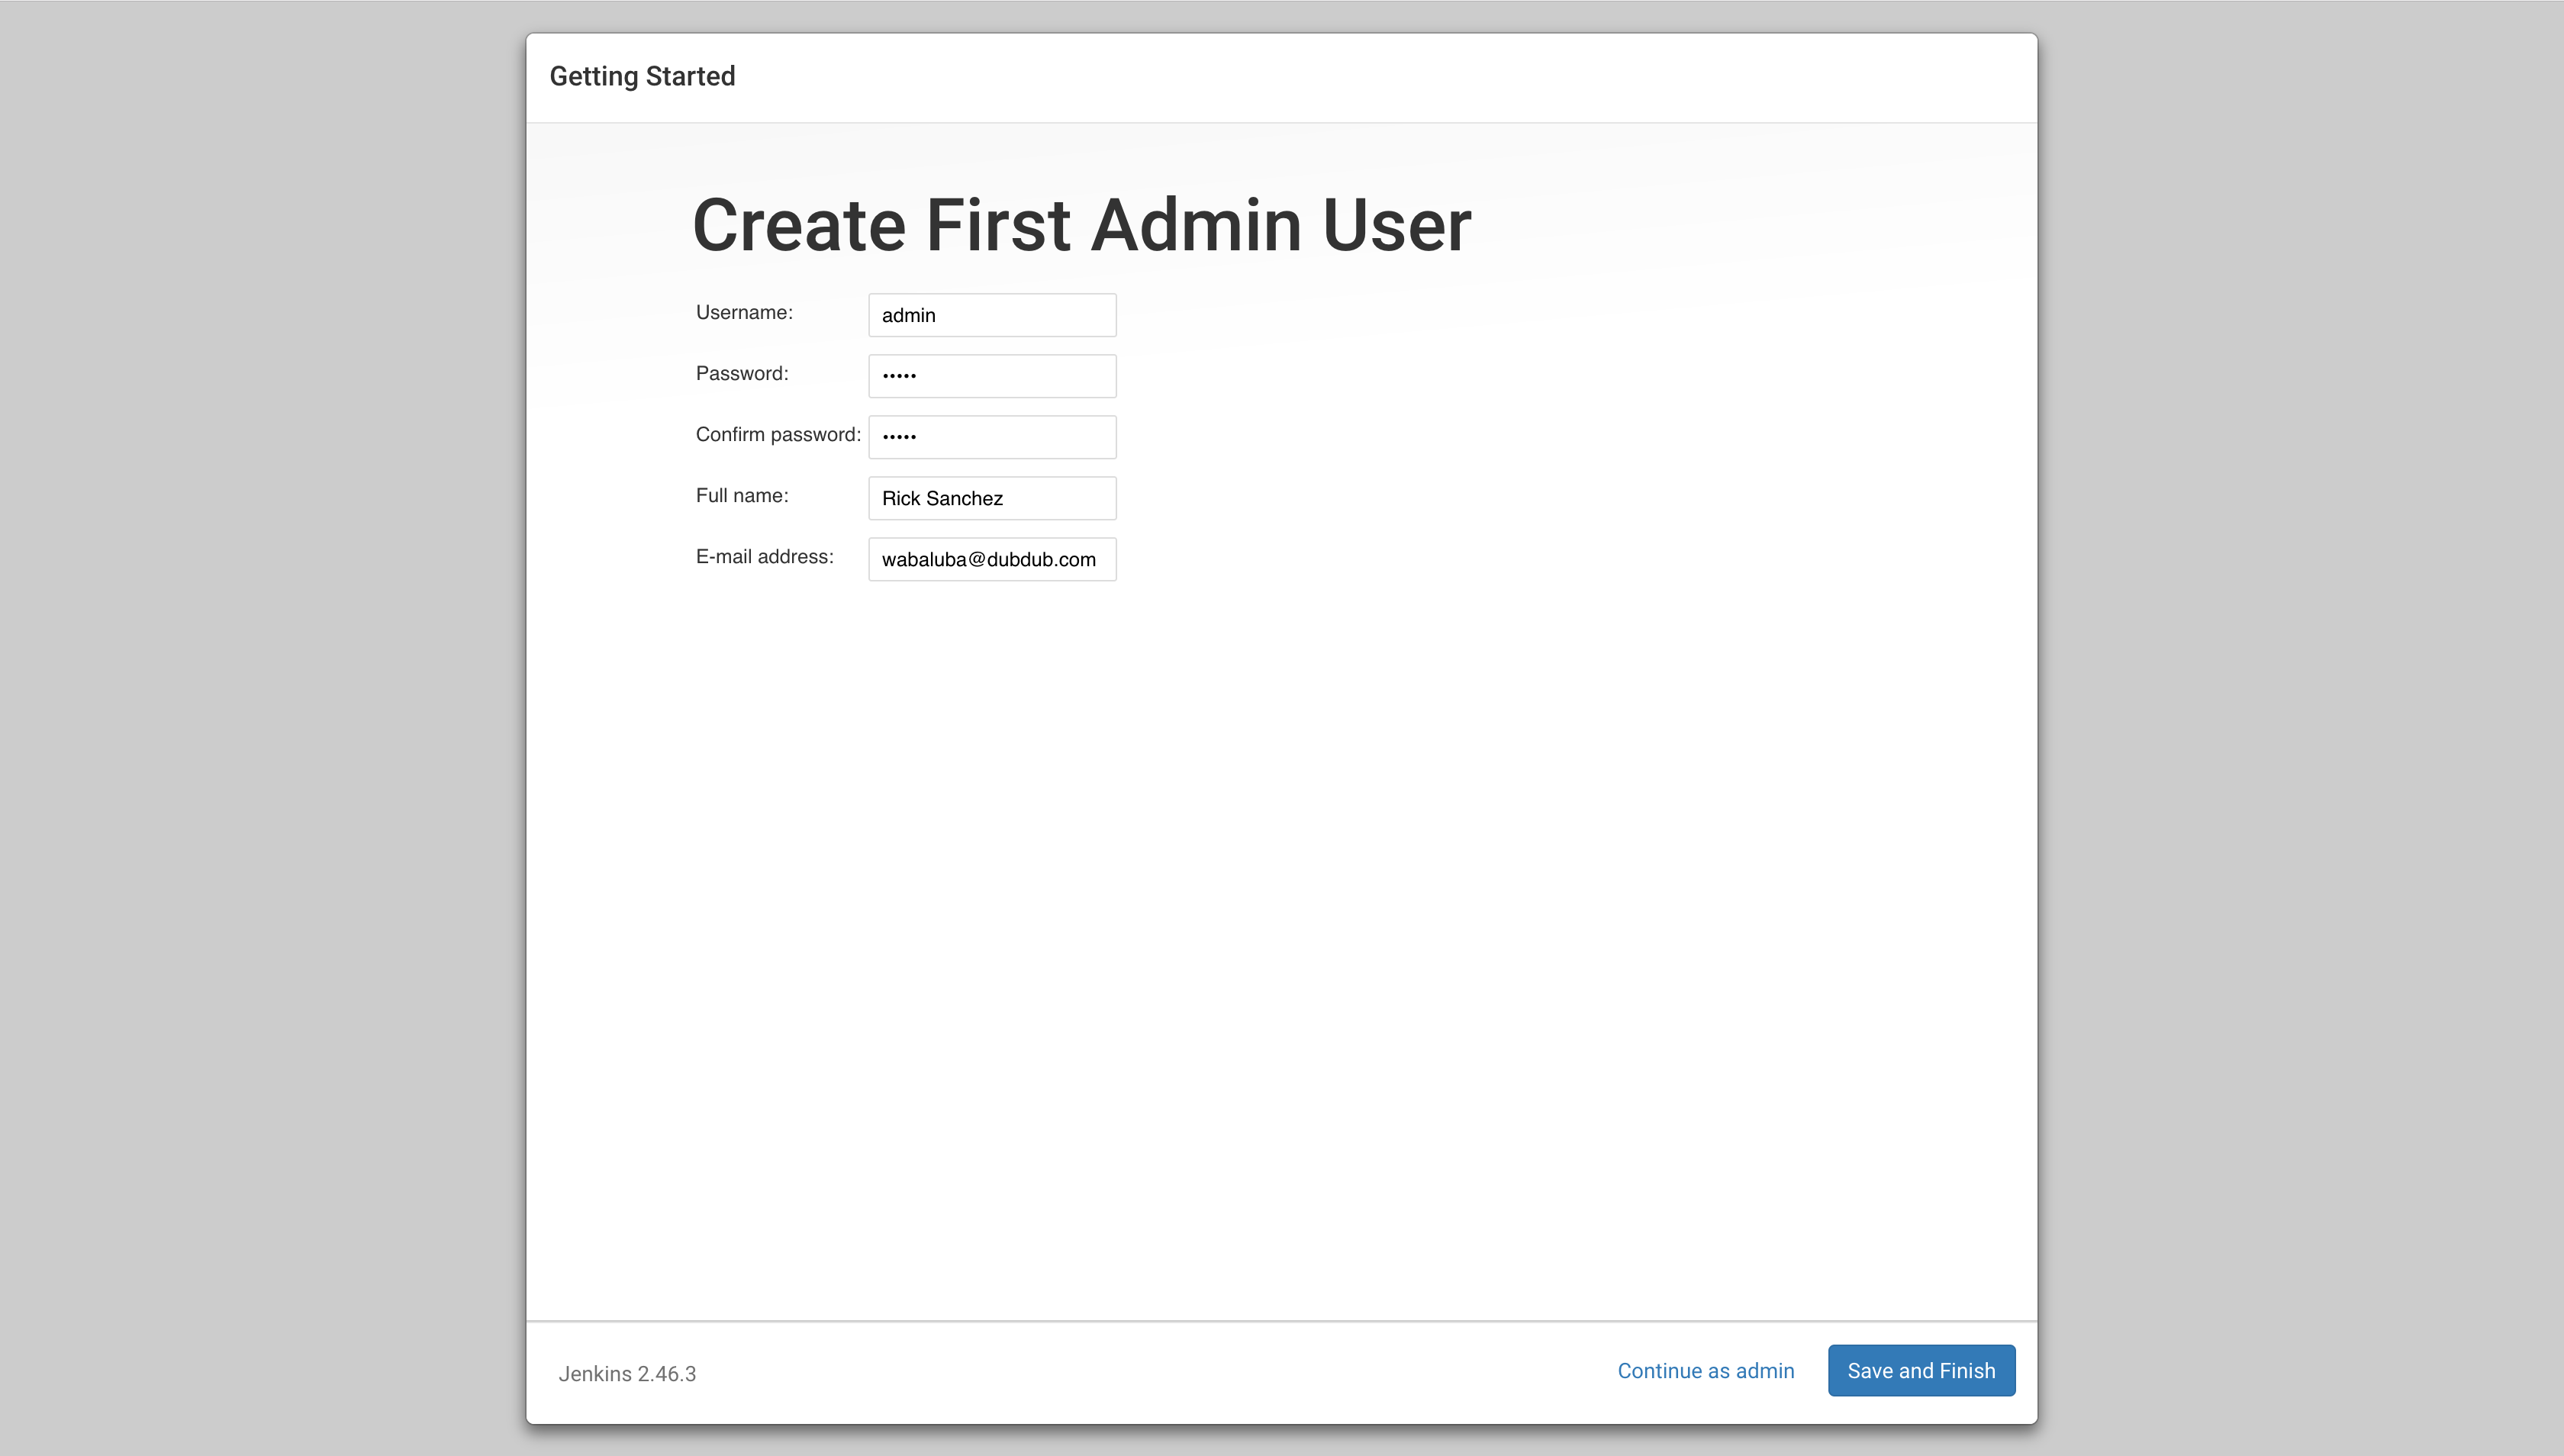 Getting Started
Create First Admin User
Username: admin
Password: •••••
Confirm password: •••••
Full name: Rick Sanchez
E-mail address: wabaluba@dubdub.com
Jenkins 2.46.3 Continue as admin Save and Finish